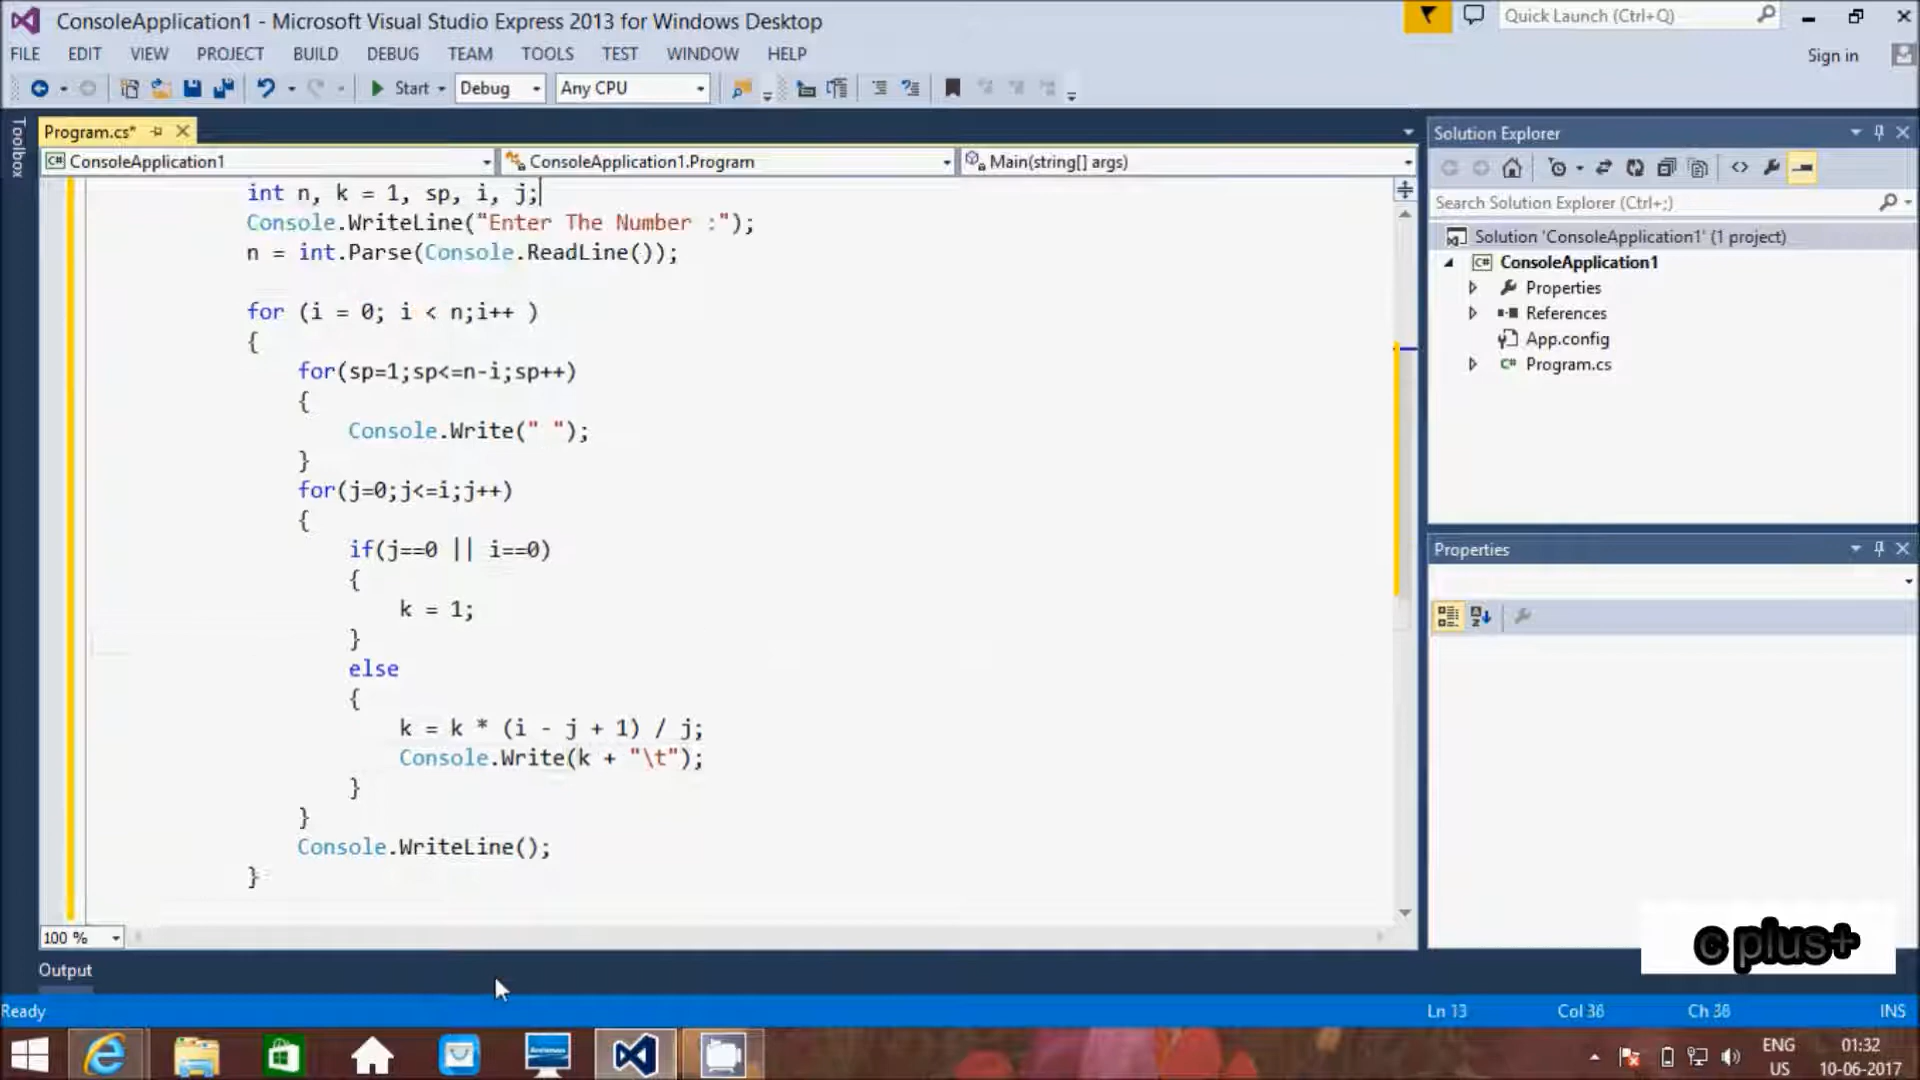 ConsoleApplication1 - Microsoft Visual Studio Express 2013 for Windows Desktop
Quick Launch (Ctrl+Q)
FILE EDIT VIEW PROJECT BUILD DEBUG TEAM TOOLS TEST WINDOW HELP
Sign in
Start Debug Any CPU
Toolbox
Program.cs*
ConsoleApplication1 ConsoleApplication1.Program Main(string[] args)
int n, k = 1, sp, i, j;
Console.WriteLine("Enter The Number :");
n = int.Parse(Console.ReadLine());
for (i = 0; i < n;i++ )
{
for(sp=1;sp<=n-i;sp++)
{
Console.Write(" ");
}
for(j=0;j<=i;j++)
{
if(j==0 || i==0)
{
k = 1;
}
else
{
k = k * (i - j + 1) / j;
Console.Write(k + "\t");
}
}
Console.WriteLine();
}
100 %
Solution Explorer
Search Solution Explorer (Ctrl+;)
Solution 'ConsoleApplication1' (1 project)
C# ConsoleApplication1
Properties
References
App.config
C# Program.cs
Properties
c plus+
Output
Ready
Ln 13 Col 36 Ch 36 INS
ENG
US
01:32
10-06-2017